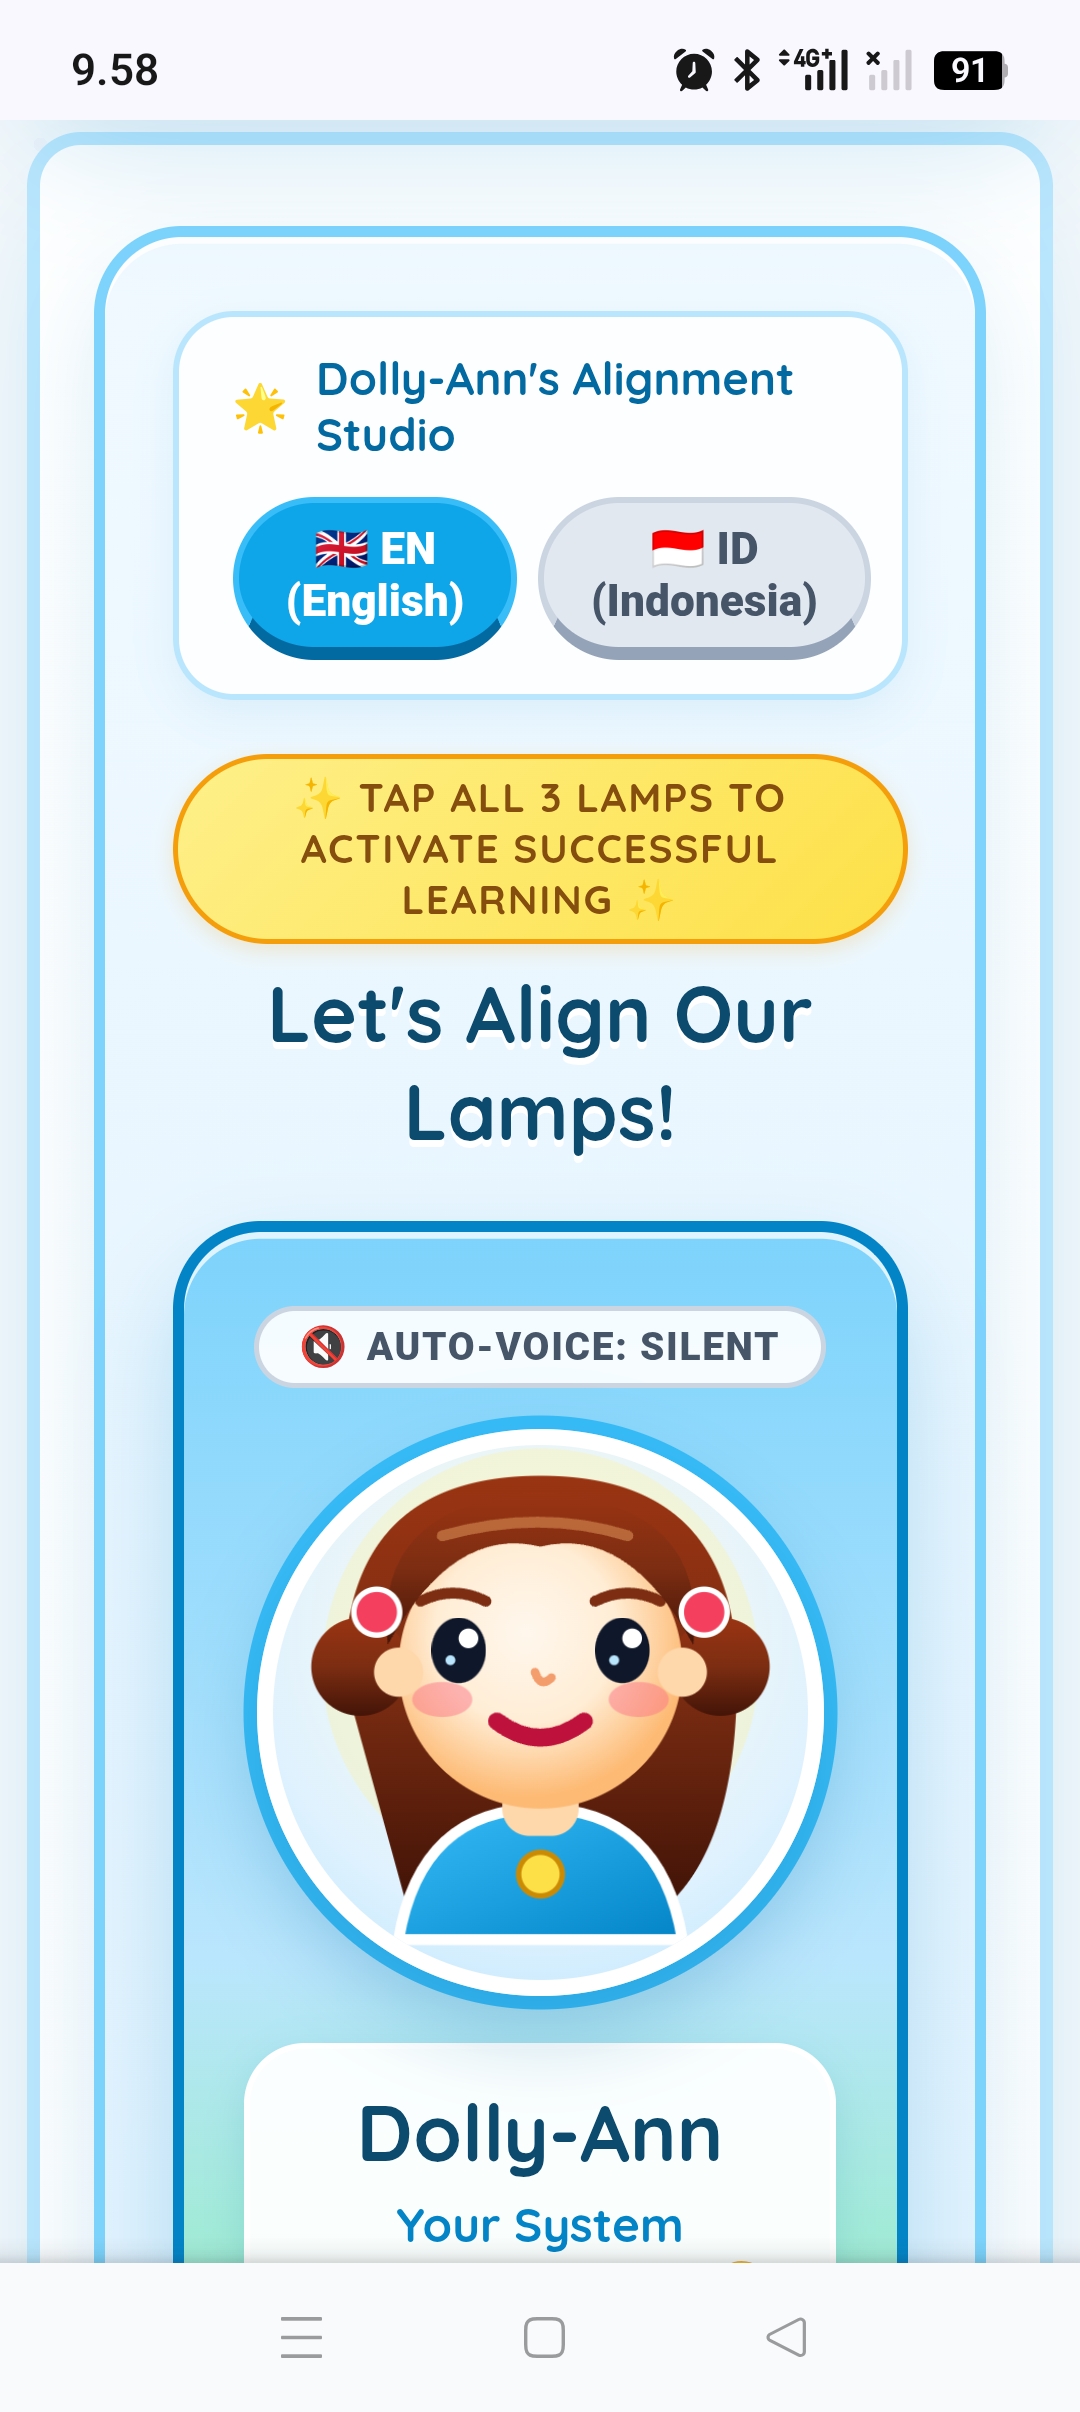 9.58
4G+
91
Dolly-Ann's Alignment
Studio
EN
(English)
ID
(Indonesia)
✨ TAP ALL 3 LAMPS TO
ACTIVATE SUCCESSFUL
LEARNING ✨
Let's Align Our
Lamps!
AUTO-VOICE: SILENT
Dolly-Ann
Your System